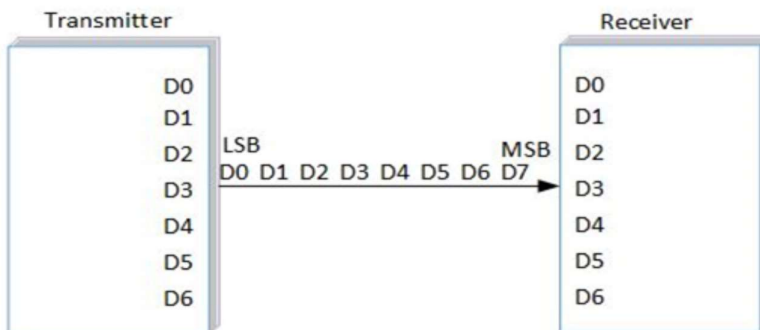 Transmitter
Receiver
D0
D1
D2
D3
D4
D5
D6
LSB
MSB
D0 D1 D2 D3 D4 D5 D6 D7
D0
D1
D2
D3
D4
D5
D6